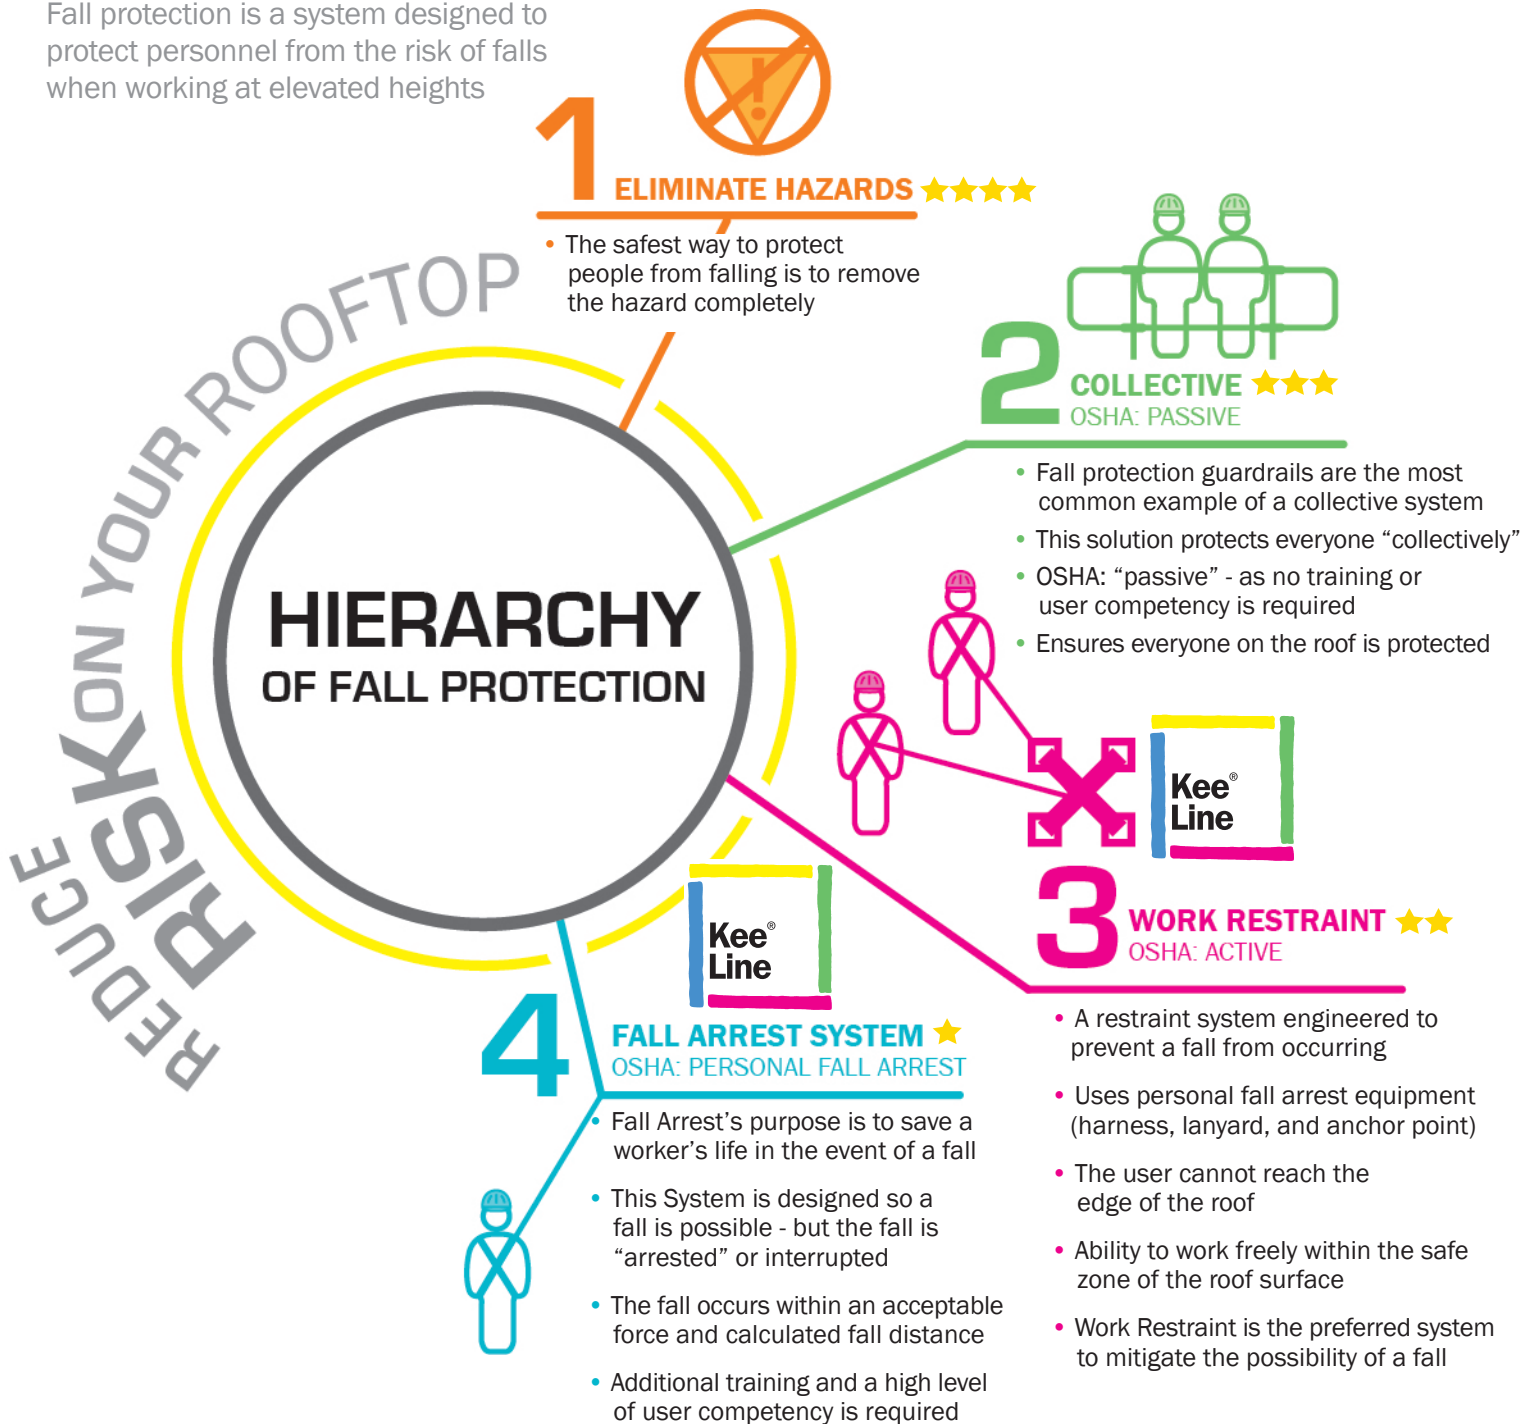 Fall protection is a system designed to
protect personnel from the risk of falls
when working at elevated heights
REDUCE
RISK ON YOUR ROOFTOP
HIERARCHY
OF FALL PROTECTION
1
ELIMINATE HAZARDS
• The safest way to protect
people from falling is to remove
the hazard completely
2
COLLECTIVE
OSHA: PASSIVE
• Fall protection guardrails are the most
common example of a collective system
• This solution protects everyone “collectively”
• OSHA: “passive” - as no training or
user competency is required
• Ensures everyone on the roof is protected
Kee®
Line
3
WORK RESTRAINT
OSHA: ACTIVE
• A restraint system engineered to
prevent a fall from occurring
• Uses personal fall arrest equipment
(harness, lanyard, and anchor point)
• The user cannot reach the
edge of the roof
• Ability to work freely within the safe
zone of the roof surface
• Work Restraint is the preferred system
to mitigate the possibility of a fall
Kee®
Line
4
FALL ARREST SYSTEM
OSHA: PERSONAL FALL ARREST
• Fall Arrest’s purpose is to save a
worker’s life in the event of a fall
• This System is designed so a
fall is possible - but the fall is
“arrested” or interrupted
• The fall occurs within an acceptable
force and calculated fall distance
• Additional training and a high level
of user competency is required